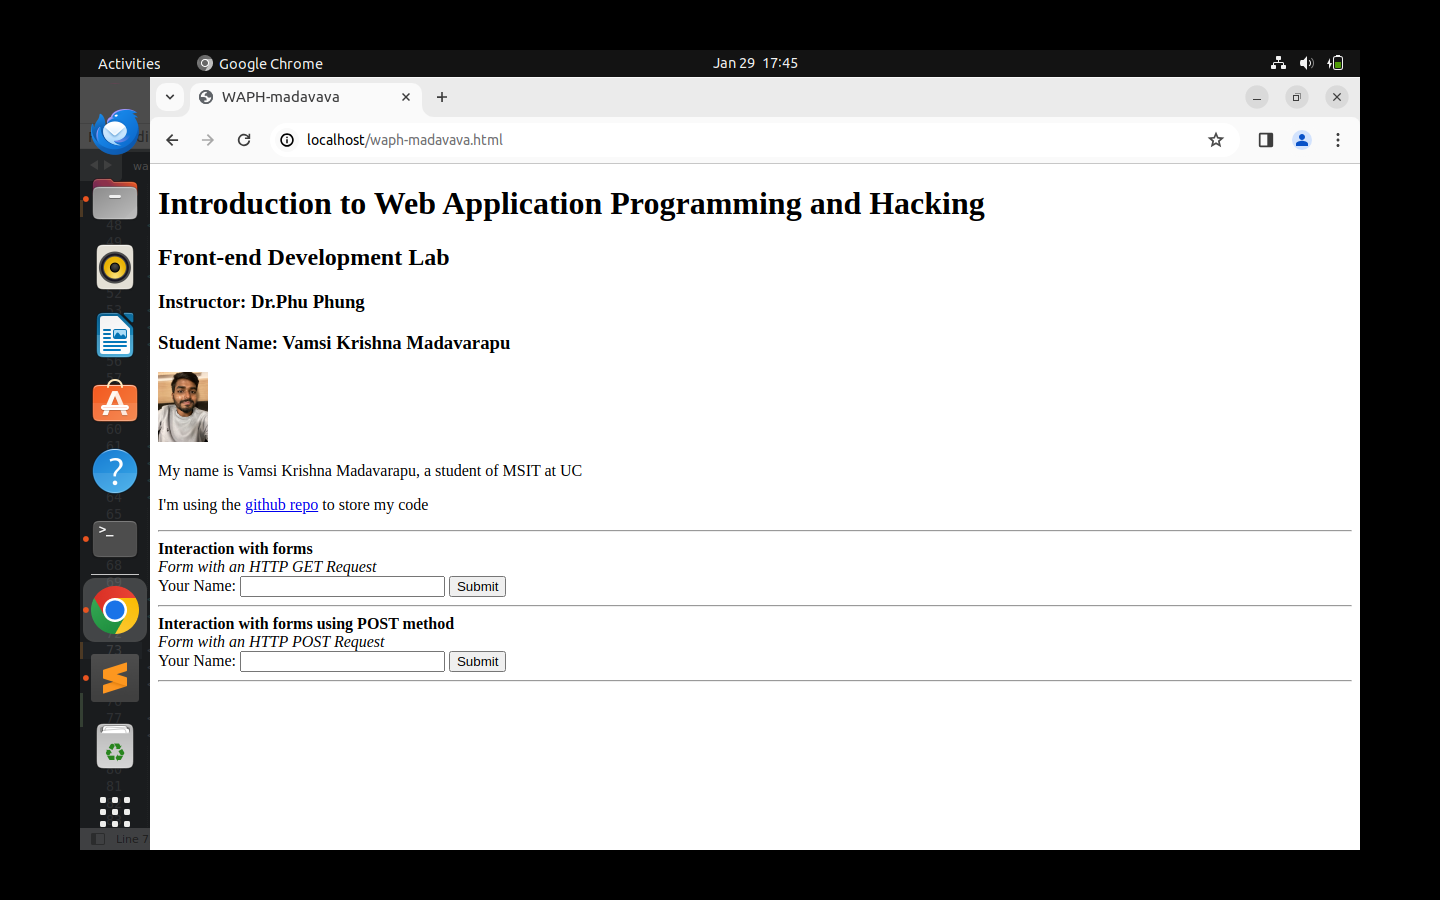 Activities
Google Chrome
Jan 29 17:45
WAPH-madavava
localhost/waph-madavava.html
wa
Introduction to Web Application Programming and Hacking
Front-end Development Lab
Instructor: Dr.Phu Phung
Student Name: Vamsi Krishna Madavarapu
My name is Vamsi Krishna Madavarapu, a student of MSIT at UC
I'm using the github repo to store my code
Interaction with forms
Form with an HTTP GET Request
Your Name:
Submit
Interaction with forms using POST method
Form with an HTTP POST Request
Your Name:
Submit
Line 7